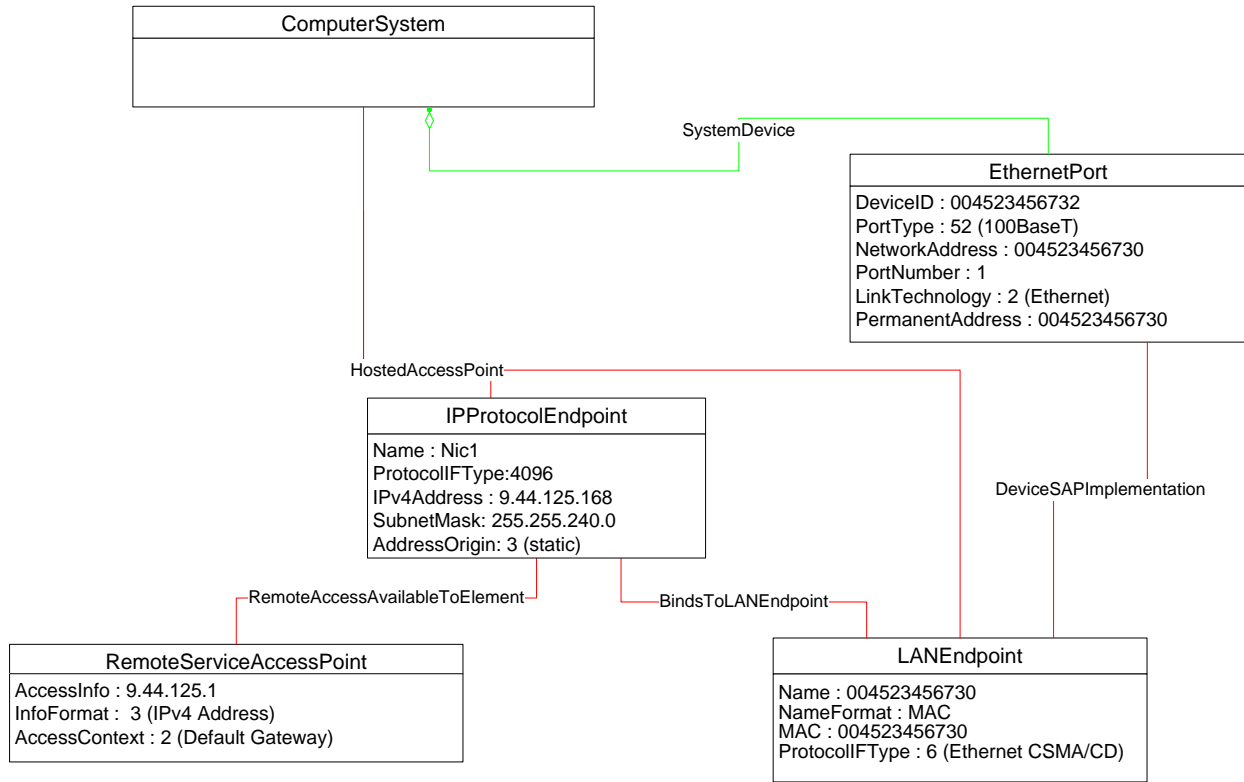 ComputerSystem
SystemDevice
EthernetPort
DeviceID : 004523456732
PortType : 52 (100BaseT)
NetworkAddress : 004523456730
PortNumber : 1
LinkTechnology : 2 (Ethernet)
PermanentAddress : 004523456730
HostedAccessPoint
IPProtocolEndpoint
Name : Nic1
ProtocolIFType:4096
IPv4Address : 9.44.125.168
SubnetMask: 255.255.240.0
AddressOrigin: 3 (static)
DeviceSAPImplementation
RemoteAccessAvailableToElement
BindsToLANEndpoint
RemoteServiceAccessPoint
AccessInfo : 9.44.125.1
InfoFormat :  3 (IPv4 Address)
AccessContext : 2 (Default Gateway)
LANEndpoint
Name : 004523456730
NameFormat : MAC
MAC : 004523456730
ProtocolIFType : 6 (Ethernet CSMA/CD)